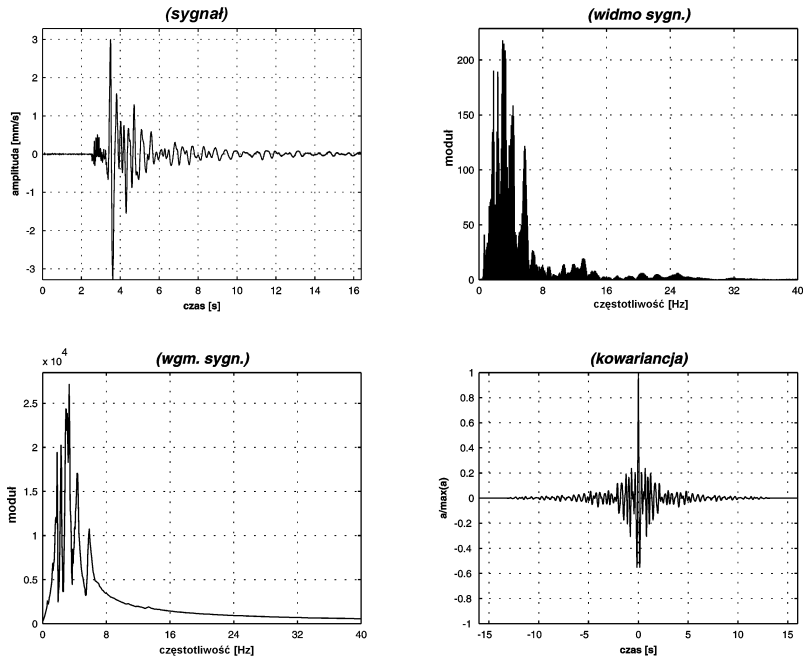 (sygnał)
3
2
1
0
-1
-2
-3
amplituda [mm/s]
0 2 4 6 8 10 12 14 16
czas [s]
(widmo sygn.)
200
150
100
50
0
moduł
0 8 16 24 32 40
częstotliwość [Hz]
(wgm. sygn.)
x 10 4
2.5
2
1.5
1
0.5
0
moduł
0 8 16 24 32 40
częstotliwość [Hz]
(kowariancja)
1
0.8
0.6
0.4
0.2
0
-0.2
-0.4
-0.6
-0.8
-1
a/max(a)
-15 -10 -5 0 5 10 15
czas [s]